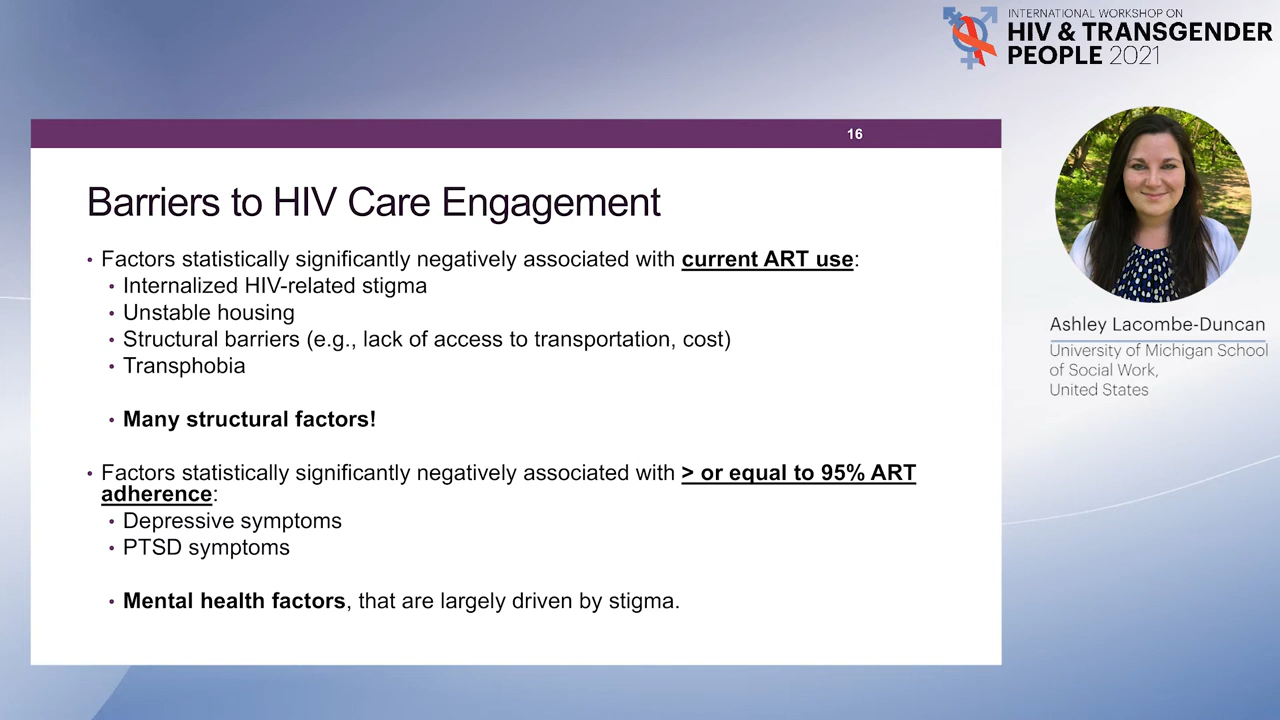 INTERNATIONAL WORKSHOP ON
HIV & TRANSGENDER
PEOPLE 2021
16
Barriers to HIV Care Engagement
• Factors statistically significantly negatively associated with current ART use:
• Internalized HIV-related stigma
• Unstable housing
• Structural barriers (e.g., lack of access to transportation, cost)
• Transphobia
• Many structural factors!
• Factors statistically significantly negatively associated with > or equal to 95% ART
adherence:
• Depressive symptoms
• PTSD symptoms
• Mental health factors, that are largely driven by stigma.
Ashley Lacombe-Duncan
University of Michigan School
of Social Work,
United States